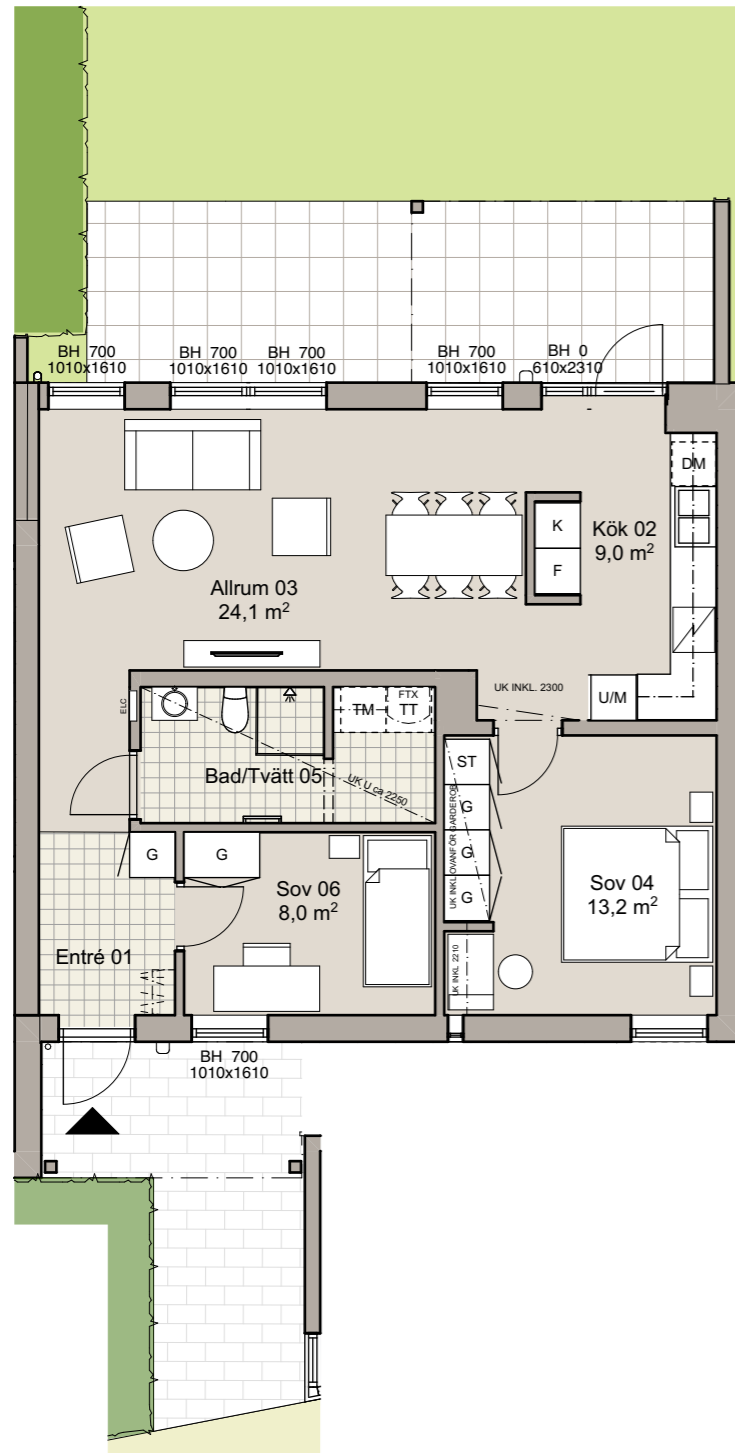 BH 700
1010x1610
BH 700
1010x1610
BH 700
1010x1610
BH 700
1010x1610
BH 0
610x2310
DM
K
F
Kök 02
9,0 m²
Allrum 03
24,1 m²
UK INKL. 2300
U/M
ELC
TM
FTX
TT
Bad/Tvätt 05
UK U ca 2250
ST
G
G
G
UK INKL OVANFÖR GARDEROB
G
G
Sov 06
8,0 m²
Sov 04
13,2 m²
Entré 01
UK INKL 2210
BH 700
1010x1610